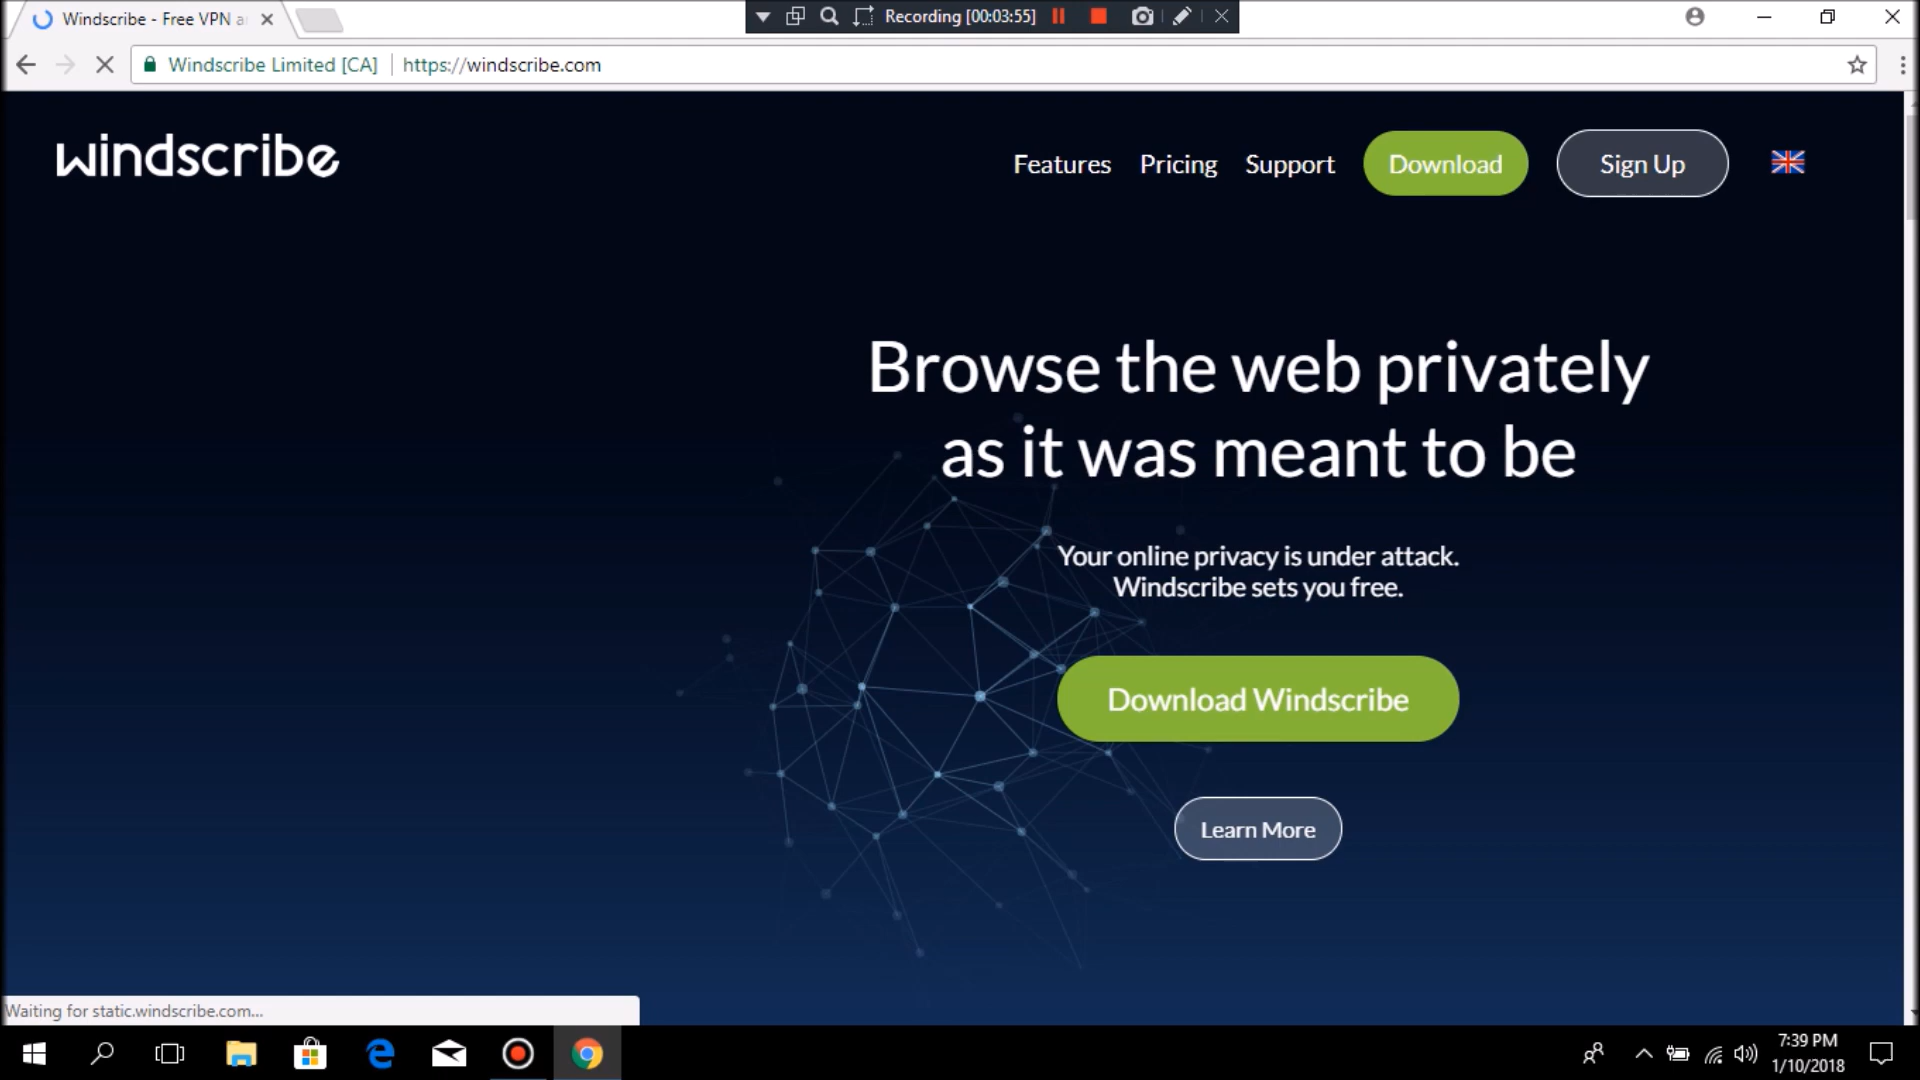 Windscribe - Free VPN a
Recording [00:03:55]
Windscribe Limited [CA]
https://windscribe.com
windscribe
Features
Pricing
Support
Download
Sign Up
Browse the web privately
as it was meant to be
Your online privacy is under attack.
Windscribe sets you free.
Download Windscribe
Learn More
Waiting for static.windscribe.com...
7:39 PM
1/10/2018